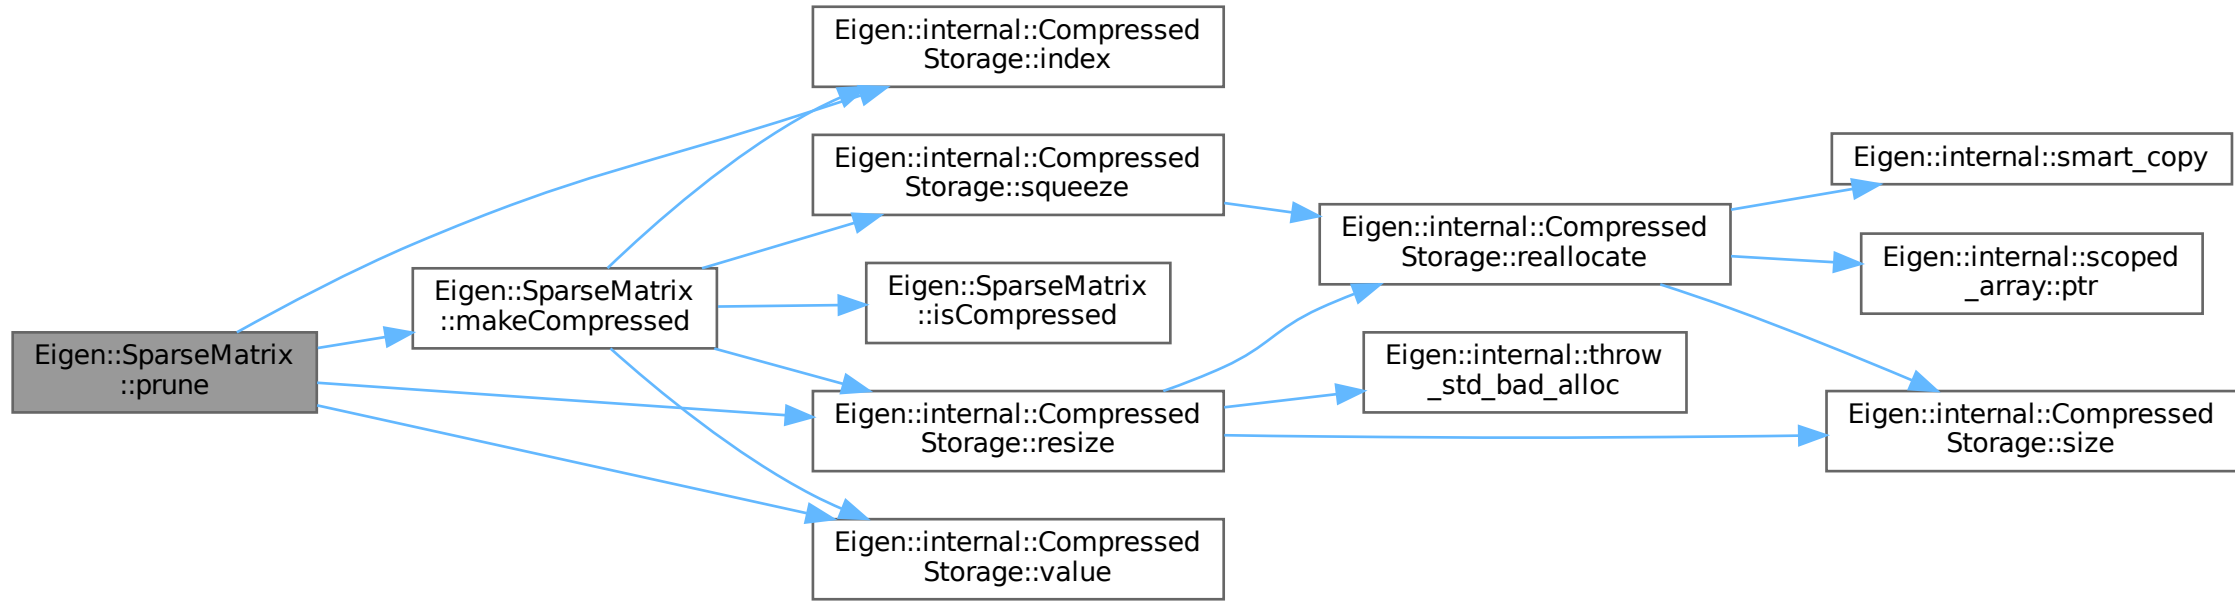 Eigen::internal::Compressed
Storage::index
Eigen::internal::Compressed
Storage::squeeze
Eigen::internal::smart_copy
Eigen::internal::Compressed
Storage::reallocate
Eigen::internal::scoped
_array::ptr
Eigen::SparseMatrix
::makeCompressed
Eigen::SparseMatrix
::isCompressed
Eigen::SparseMatrix
::prune
Eigen::internal::throw
_std_bad_alloc
Eigen::internal::Compressed
Storage::resize
Eigen::internal::Compressed
Storage::size
Eigen::internal::Compressed
Storage::value